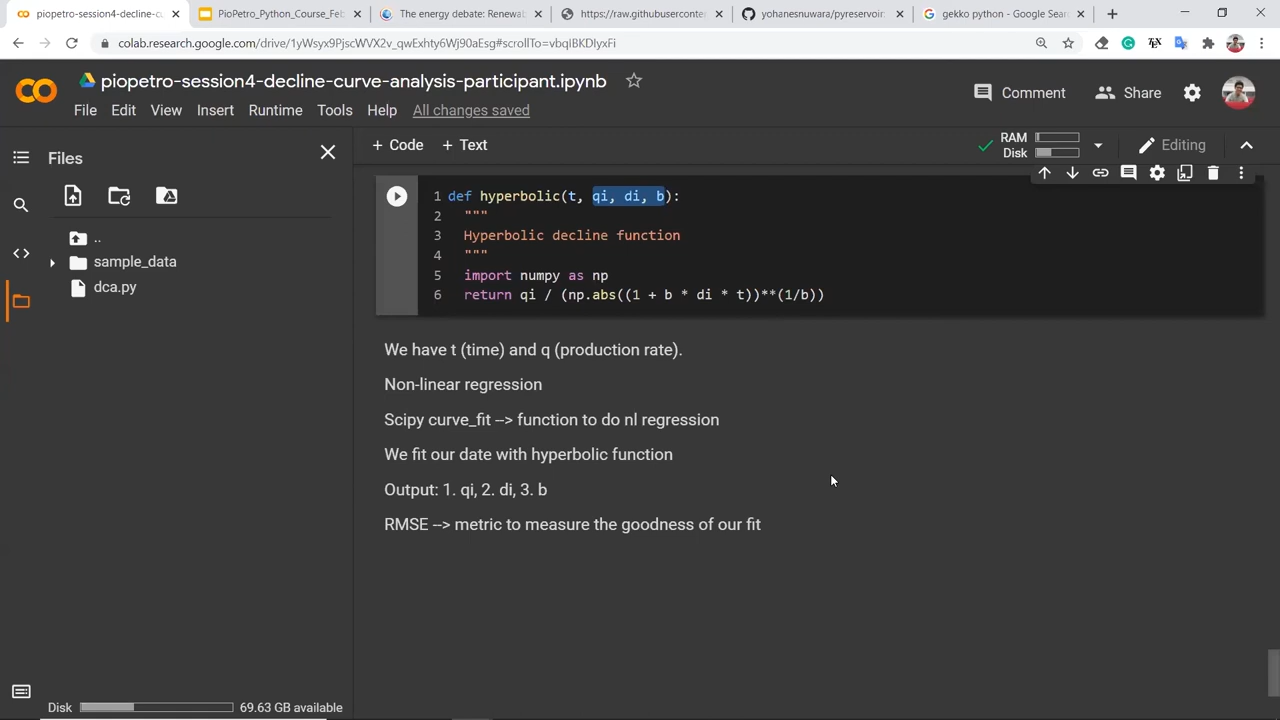 piopetro-session4-decline-cu
PioPetro_Python_Course_Feb
The energy debate: Renewab
https://raw.githubuserconte
yohanesnuwara/pyreservoir
gekko python - Google Sear
colab.research.google.com/drive/1yWsyx9PjscWVX2v_qwExhty6Wj90aEsg#scrollTo=vbqIBKDIyxFi
CO
piopetro-session4-decline-curve-analysis-participant.ipynb
Comment
Share
File Edit View Insert Runtime Tools Help All changes saved
Files
+ Code + Text
RAM
Disk
Editing
..
sample_data
dca.py
1 def hyperbolic(t, qi, di, b):
2 """
3 Hyperbolic decline function
4 """
5 import numpy as np
6 return qi / (np.abs((1 + b * di * t))**(1/b))
We have t (time) and q (production rate).
Non-linear regression
Scipy curve_fit --> function to do nl regression
We fit our date with hyperbolic function
Output: 1. qi, 2. di, 3. b
RMSE --> metric to measure the goodness of our fit
Disk 69.63 GB available